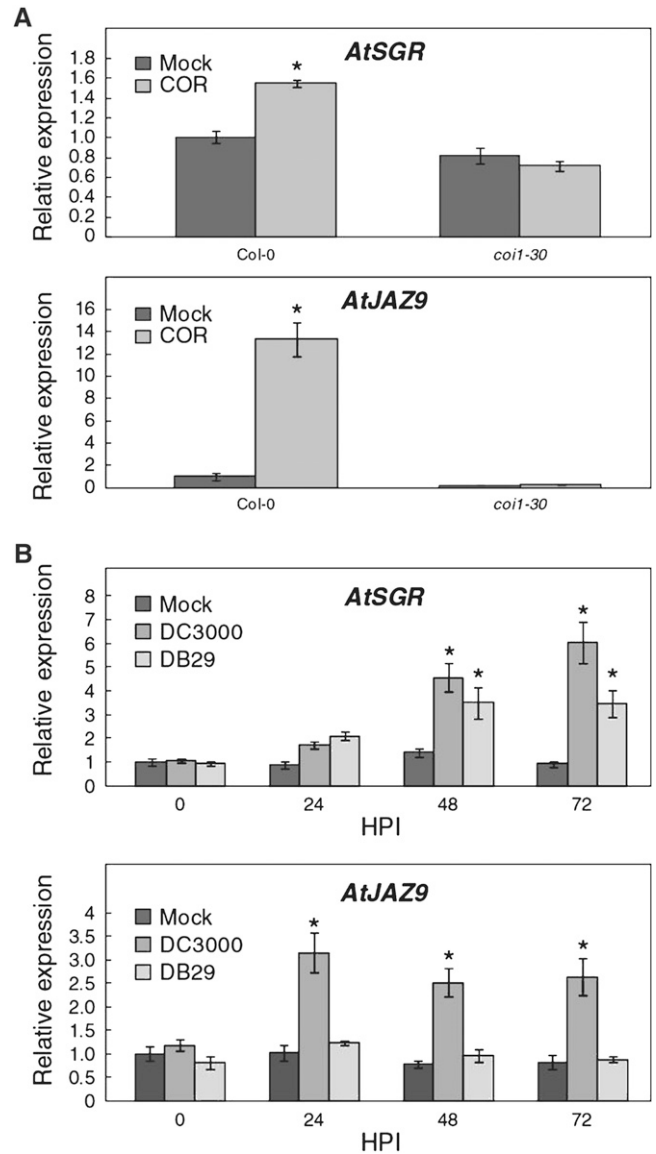 A
AtSGR
Relative expression
Mock
COR
1.8
1.6
1.4
1.2
1.0
0.8
0.6
0.4
0.2
0
*
Col-0
coi1-30
AtJAZ9
Relative expression
Mock
COR
16
14
12
10
8
6
4
2
0
*
Col-0
coi1-30
B
AtSGR
Relative expression
Mock
DC3000
DB29
8
7
6
5
4
3
2
1
0
* * * *
0 24 48 72
HPI
AtJAZ9
Relative expression
Mock
DC3000
DB29
4
3.5
3.0
2.5
2.0
1.5
1.0
0.5
0
* * *
0 24 48 72
HPI